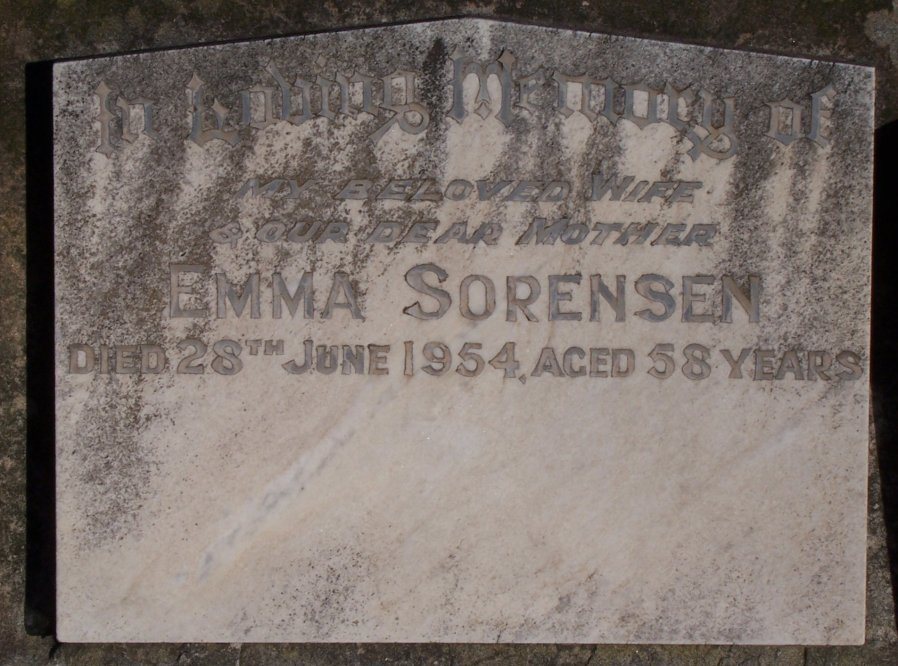 In Loving Memory of
MY BELOVED WIFE
& OUR DEAR MOTHER
EMMA SORENSEN
DIED 28TH JUNE 1954, AGED 58 YEARS